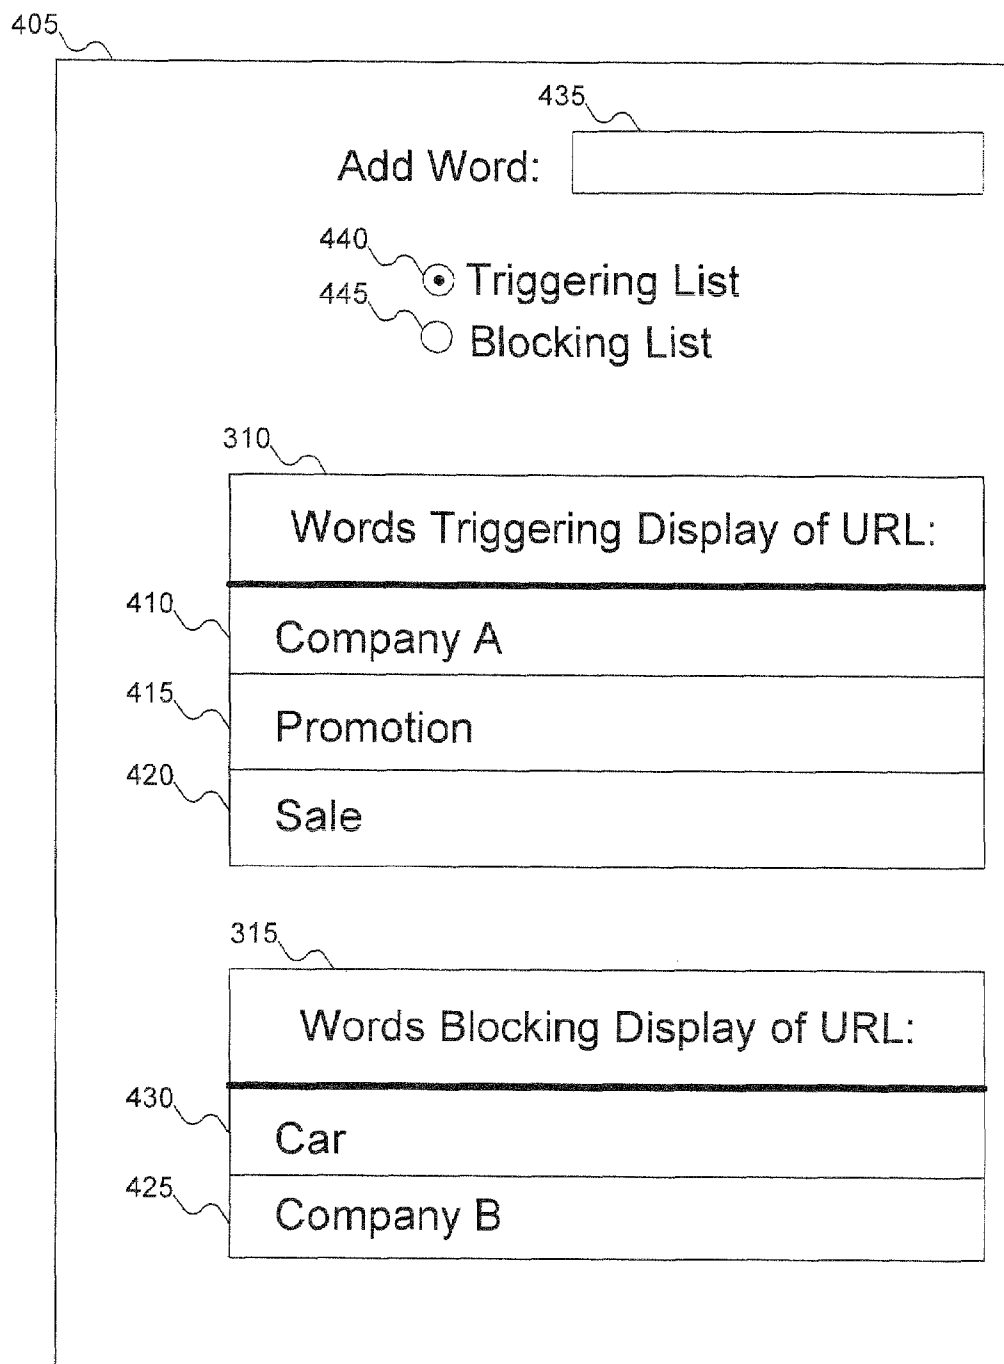 405
435
Add Word:
440
Triggering List
445
Blocking List
310
Words Triggering Display of URL:
410
Company A
415
Promotion
420
Sale
315
Words Blocking Display of URL:
430
Car
425
Company B